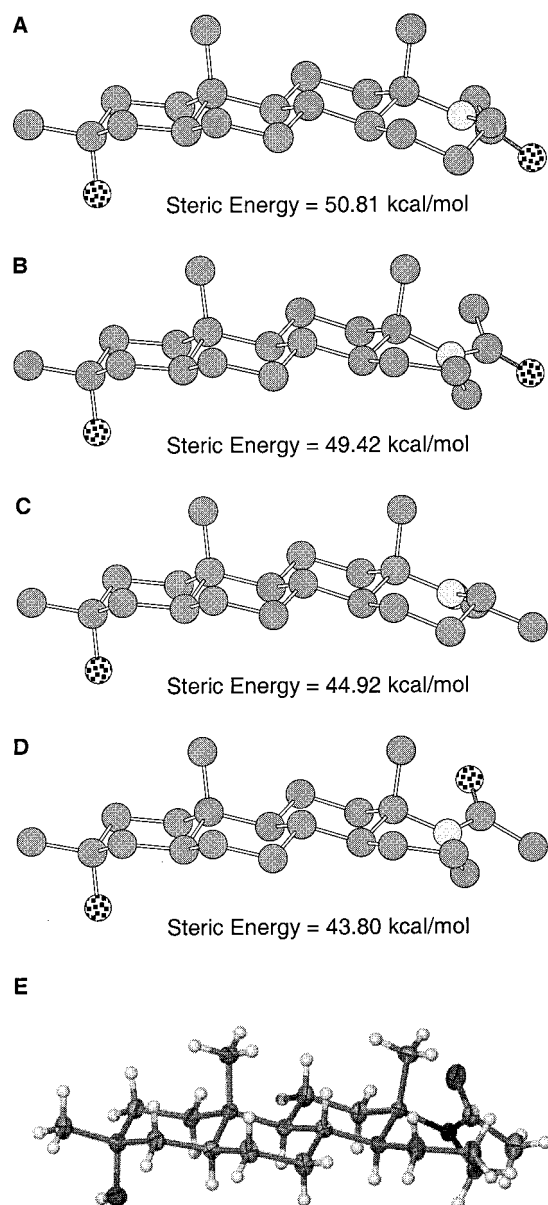 A
Steric Energy = 50.81 kcal/mol
B
Steric Energy = 49.42 kcal/mol
C
Steric Energy = 44.92 kcal/mol
D
Steric Energy = 43.80 kcal/mol
E